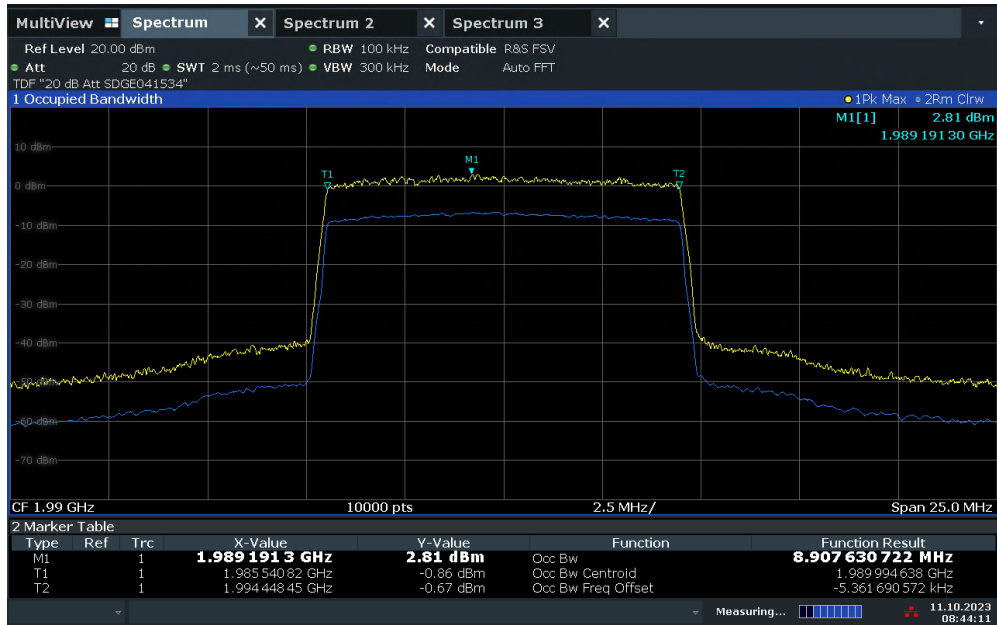 MultiView Spectrum X Spectrum 2 X Spectrum 3 X
Ref Level 20.00 dBm RBW 100 kHz Compatible R&S FSV
Att 20 dB SWT 2 ms (~50 ms) VBW 300 kHz Mode Auto FFT
TDF "20 dB Att SDGE041534"
1 Occupied Bandwidth 1Pk Max 2Rm Clrw
M1[1] 2.81 dBm
1.989 191 30 GHz
10 dBm
M1
T1 T2
0 dBm
-10 dBm
-20 dBm
-30 dBm
-40 dBm
-50 dBm
-60 dBm
-70 dBm
CF 1.99 GHz 10000 pts 2.5 MHz/ Span 25.0 MHz
2 Marker Table
Type Ref Trc X-Value Y-Value Function Function Result
M1 1 1.989 191 3 GHz 2.81 dBm Occ Bw 8.907 630 722 MHz
T1 1 1.985 540 82 GHz -0.86 dBm Occ Bw Centroid 1.989 994 638 GHz
T2 1 1.994 448 45 GHz -0.67 dBm Occ Bw Freq Offset -5.361 690 572 kHz
Measuring... 11.10.2023
08:44:11